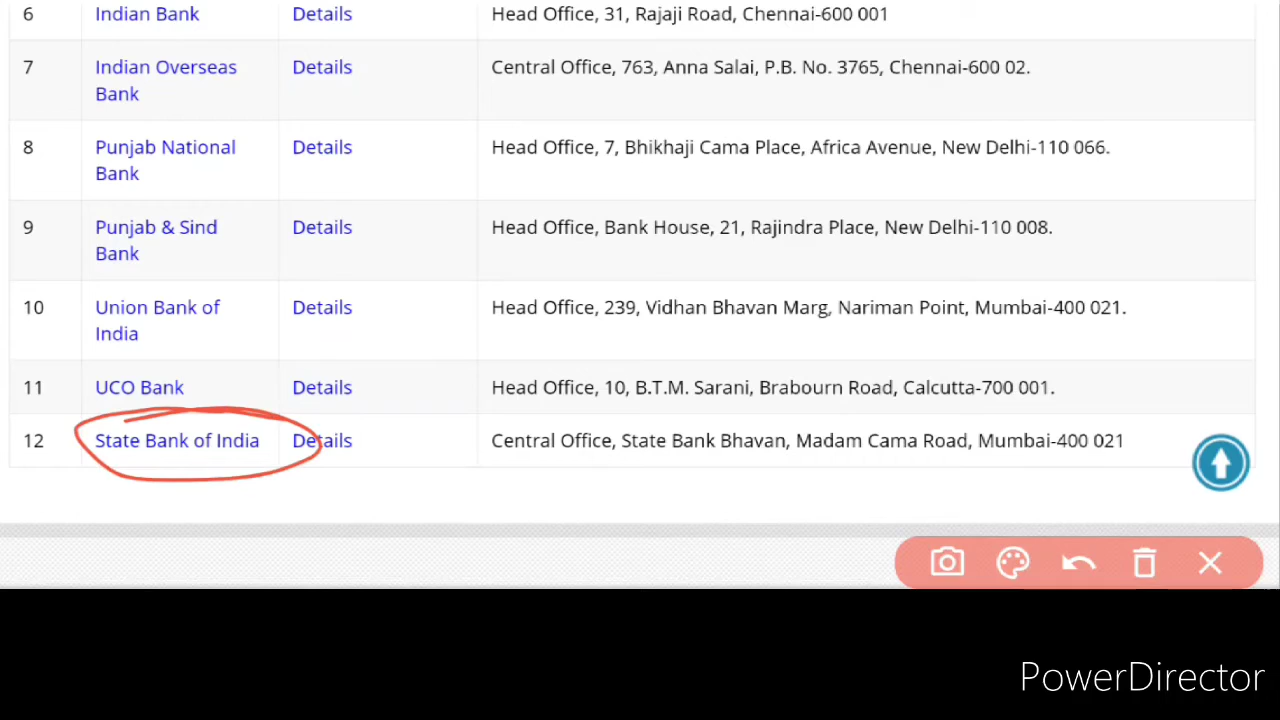 6 Indian Bank Details Head Office, 31, Rajaji Road, Chennai-600 001
7 Indian Overseas Details Central Office, 763, Anna Salai, P.B. No. 3765, Chennai-600 02.
Bank
8 Punjab National Details Head Office, 7, Bhikhaji Cama Place, Africa Avenue, New Delhi-110 066.
Bank
9 Punjab & Sind Details Head Office, Bank House, 21, Rajindra Place, New Delhi-110 008.
Bank
10 Union Bank of Details Head Office, 239, Vidhan Bhavan Marg, Nariman Point, Mumbai-400 021.
India
11 UCO Bank Details Head Office, 10, B.T.M. Sarani, Brabourn Road, Calcutta-700 001.
12 State Bank of India Details Central Office, State Bank Bhavan, Madam Cama Road, Mumbai-400 021
PowerDirector